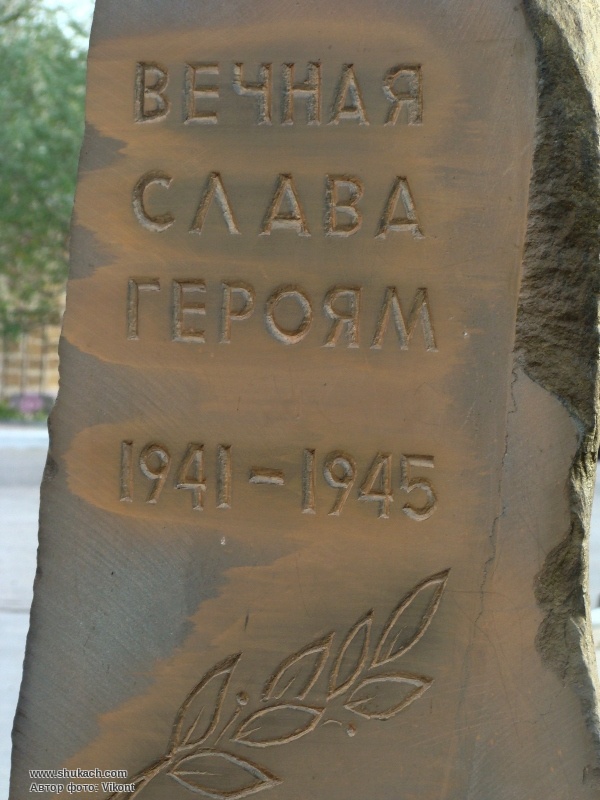 ВЕЧНАЯ
СЛАВА
ГЕРОЯМ
1941-1945
www.shukach.com
Автор фото: Vikont